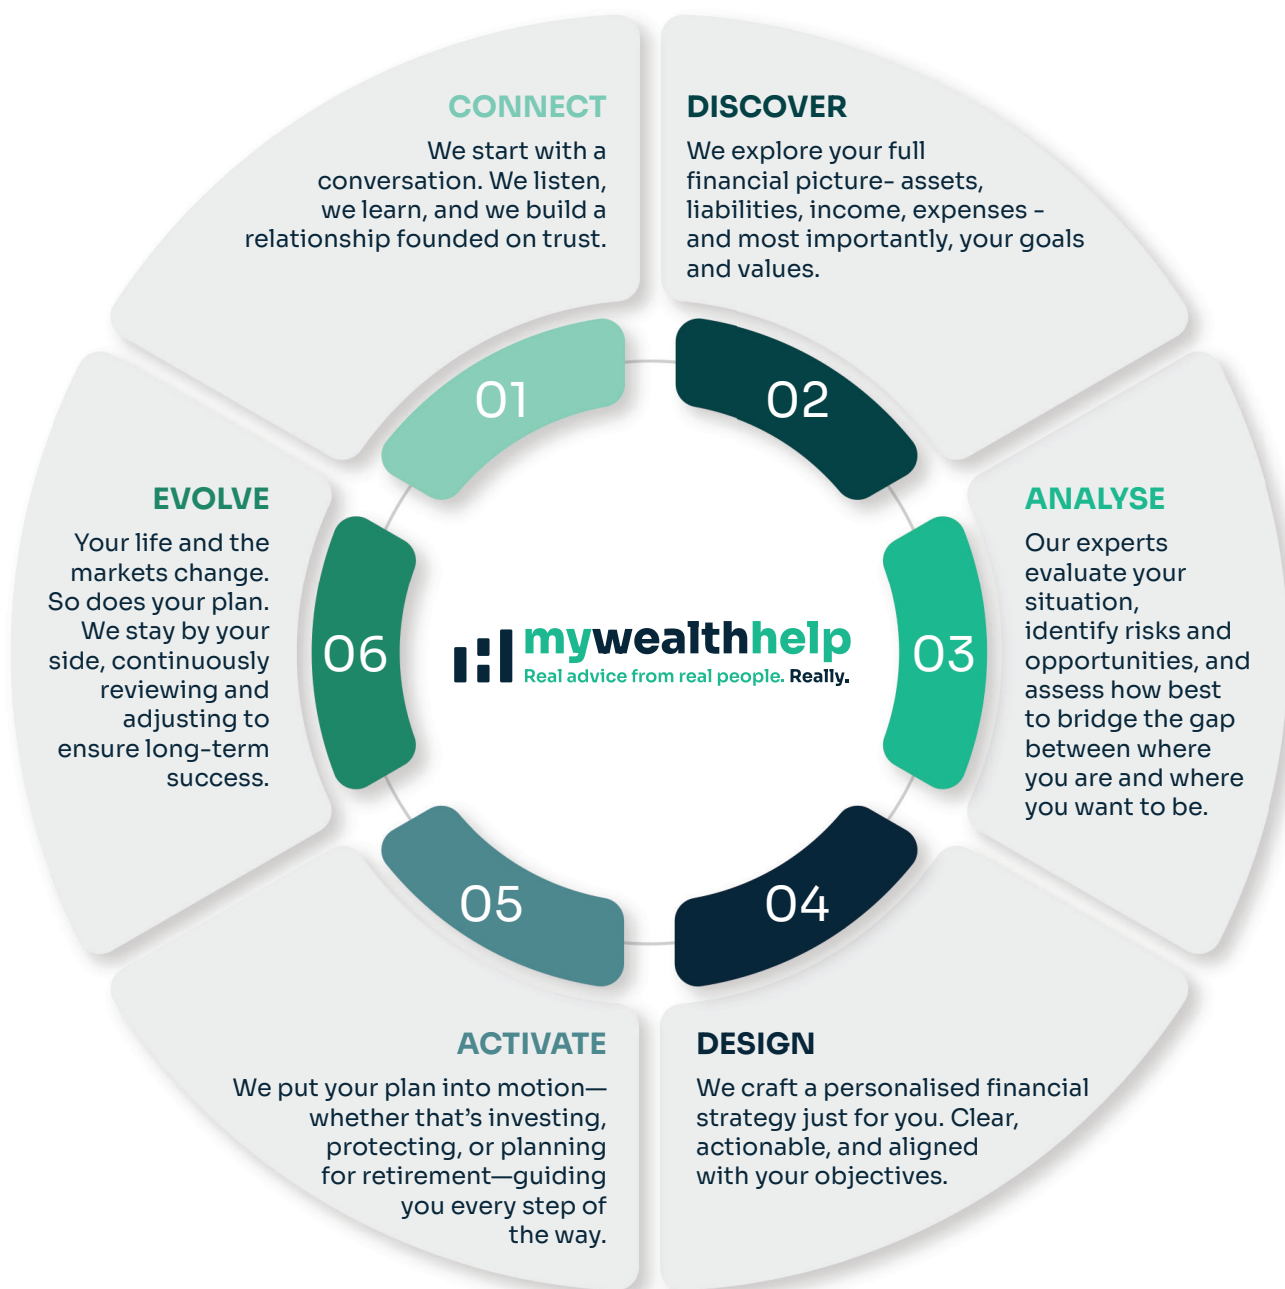 CONNECT
We start with a
conversation. We listen,
we learn, and we build a
relationship founded on trust.
01
DISCOVER
We explore your full
financial picture- assets,
liabilities, income, expenses -
and most importantly, your goals
and values.
02
ANALYSE
Our experts
evaluate your
situation,
identify risks and
opportunities, and
assess how best
to bridge the gap
between where
you are and where
you want to be.
03
DESIGN
We craft a personalised financial
strategy just for you. Clear,
actionable, and aligned
with your objectives.
04
ACTIVATE
We put your plan into motion—
whether that’s investing,
protecting, or planning
for retirement—guiding
you every step of
the way.
05
EVOLVE
Your life and the
markets change.
So does your plan.
We stay by your
side, continuously
reviewing and
adjusting to
ensure long-term
success.
06
mywealthhelp
Real advice from real people. Really.